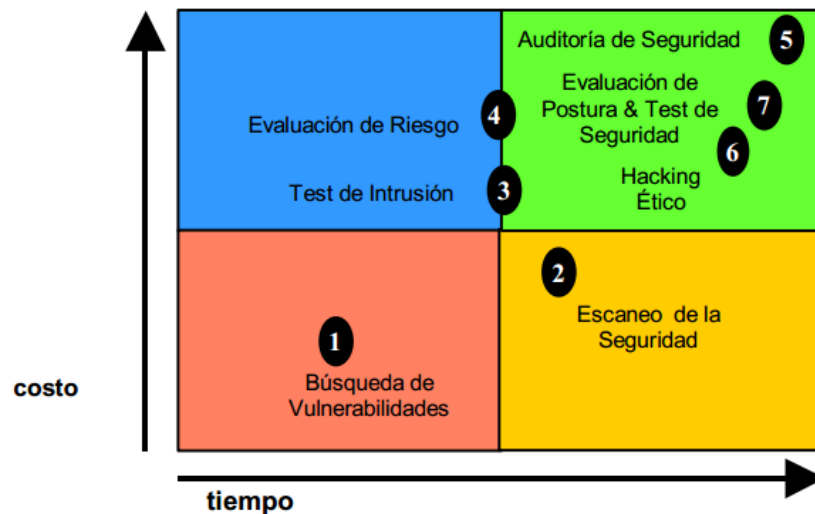 Auditoría de Seguridad
5
Evaluación de
Postura & Test de
Seguridad
7
Evaluación de Riesgo
4
6
Test de Intrusión
3
Hacking
Ético
2
Escaneo de la
Seguridad
1
Búsqueda de
Vulnerabilidades
costo
tiempo